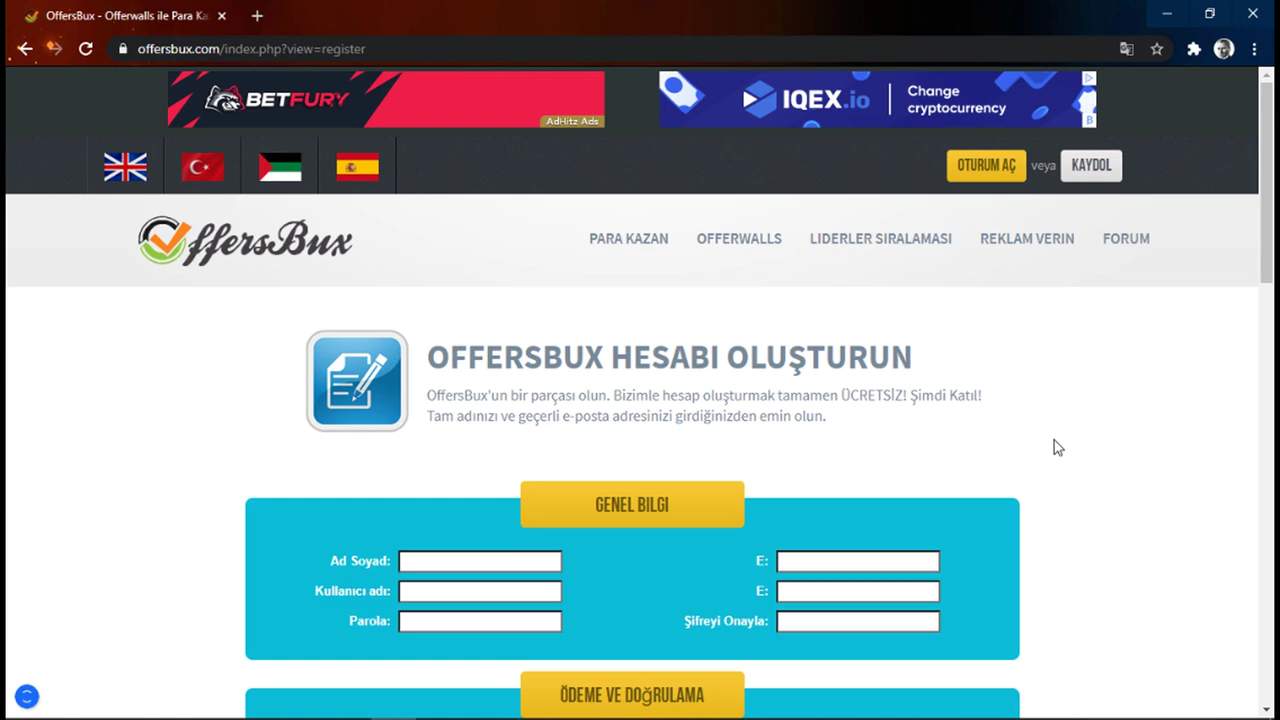 OffersBux - Offerwalls ile Para Ka
offersbux.com/index.php?view=register
BETFURY
AdHitz Ads
IQEX.io
Change
cryptocurrency
B
OTURUM AÇ
veya
KAYDOL
OffersBux
PARA KAZAN
OFFERWALLS
LIDERLER SIRALAMASI
REKLAM VERIN
FORUM
OFFERSBUX HESABI OLUŞTURUN
OffersBux'un bir parçası olun. Bizimle hesap oluşturmak tamamen ÜCRETSİZ! Şimdi Katıl!
Tam adınızı ve geçerli e-posta adresinizi girdiğinizden emin olun.
GENEL BILGI
Ad Soyad:
E:
Kullanıcı adı:
E:
Parola:
Şifreyi Onayla:
ÖDEME VE DOğRULAMA